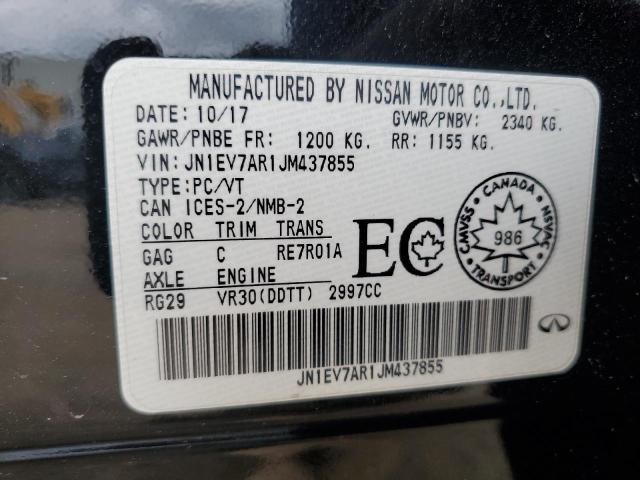 MANUFACTURED BY NISSAN MOTOR CO.,LTD.
DATE: 10/17 GVWR/PNBV: 2340 KG.
GAWR/PNBE FR: 1200 KG. RR: 1155 KG.
VIN: JN1EV7AR1JM437855
TYPE: PC/VT
CAN ICES-2/NMB-2
COLOR TRIM TRANS
GAG C RE7R01A
AXLE ENGINE
RG29 VR30(DDTT) 2997CC
EC
CANADA
CMVSS
NSVAC
986
TRANSPORT
JN1EV7AR1JM437855